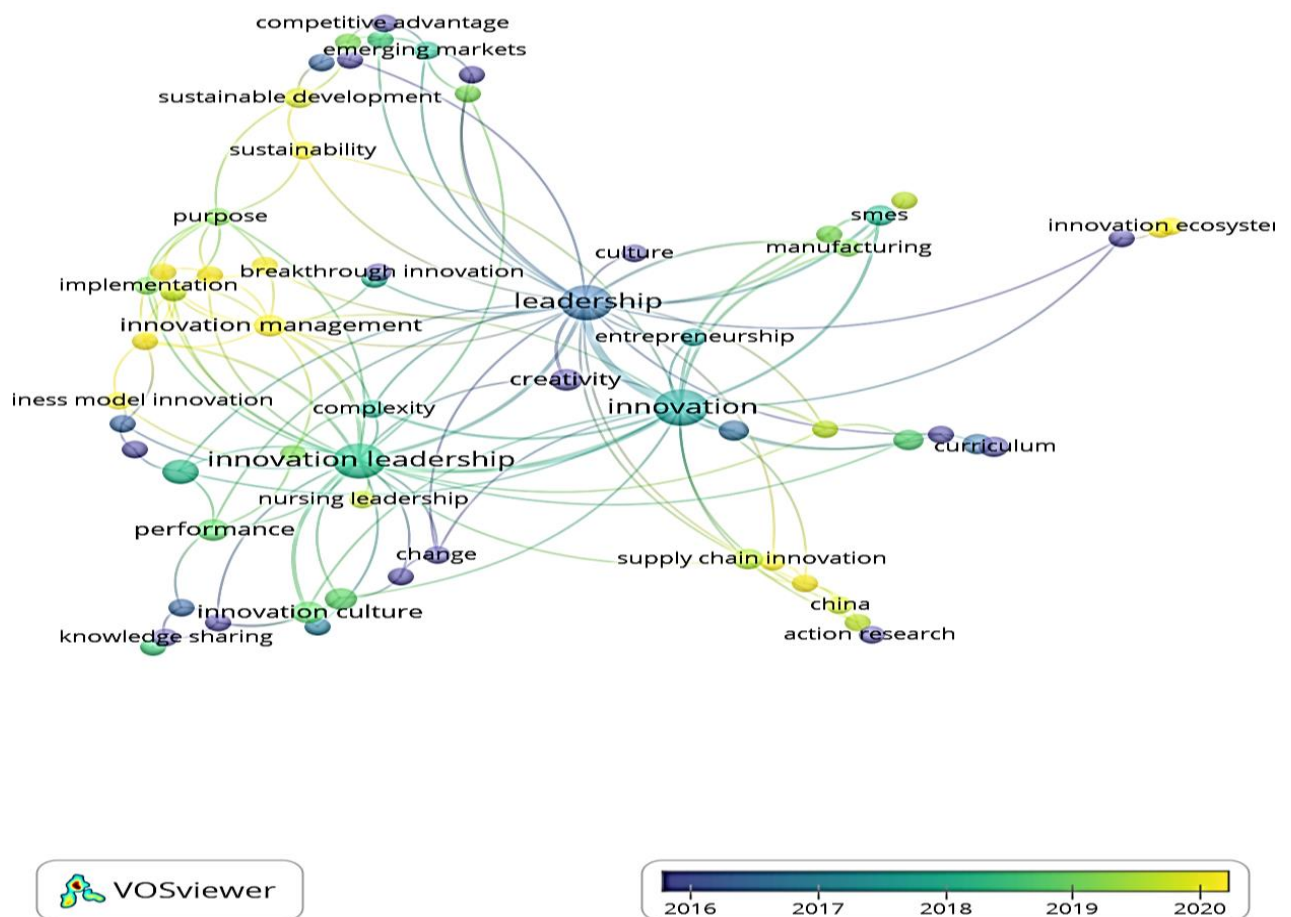 competitive advantage
emerging markets
sustainable development
sustainability
purpose
smes
innovation ecosyster
manufacturing
culture
breakthrough innovation
implementation
leadership
innovation management
entrepreneurship
creativity
iness model innovation
complexity
innovation
curriculum
innovation leadership
nursing leadership
performance
change
supply chain innovation
china
innovation culture
action research
knowledge sharing
VOSviewer
2016 2017 2018 2019 2020